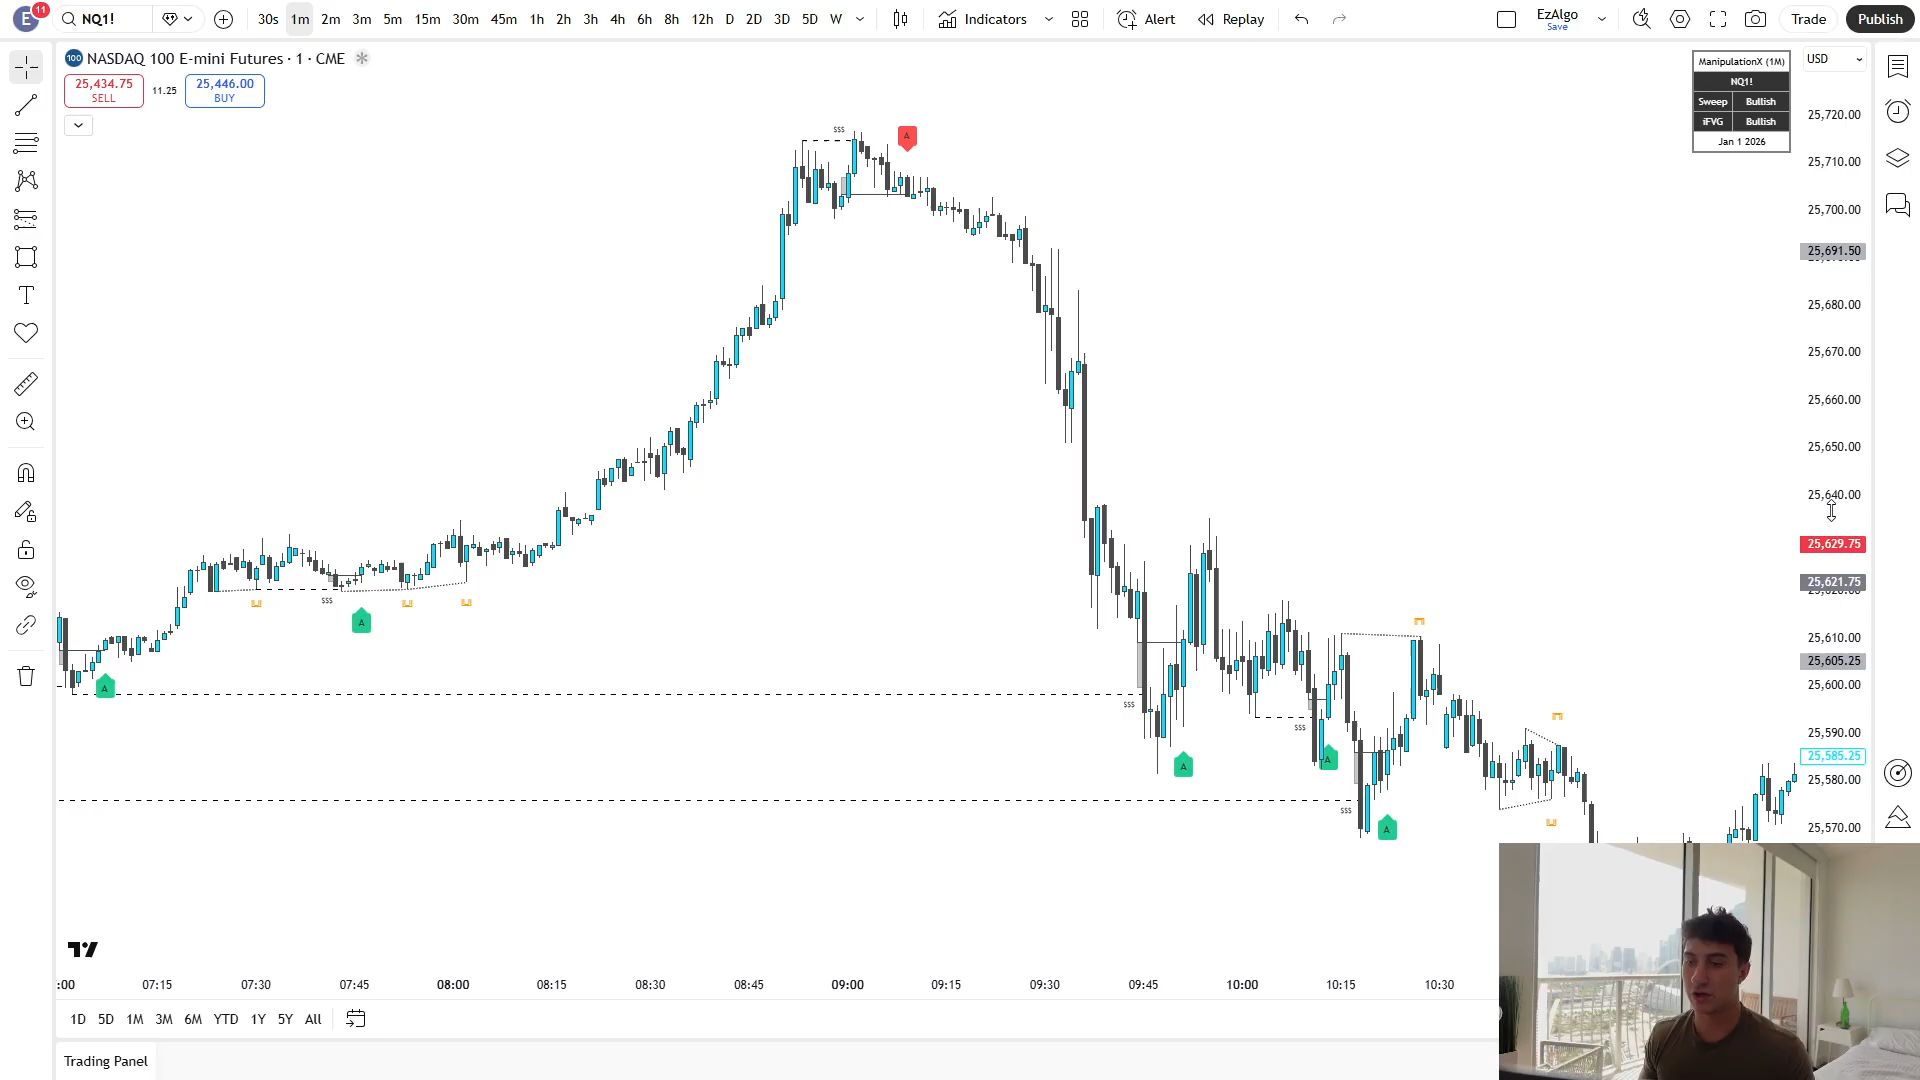 E
11
NQ1!
30s 1m 2m 3m 5m 15m 30m 45m 1h 2h 3h 4h 6h 8h 12h D 2D 3D 5D W
Indicators
Alert
Replay
EzAlgo
Save
Trade
Publish
100
NASDAQ 100 E-mini Futures · 1 · CME
25,434.75
SELL
11.25
25,446.00
BUY
ManipulationX (1M)
NQ1!
Sweep Bullish
iFVG Bullish
Jan 1 2026
USD
25,720.00
25,710.00
25,700.00
25,691.50
25,680.00
25,670.00
25,660.00
25,650.00
25,640.00
25,629.75
25,621.75
25,610.00
25,605.25
25,600.00
25,590.00
25,585.25
25,580.00
25,570.00
$$$
A
$$$
A
A
$$$
A
$$$
A
$$$
A
:00 07:15 07:30 07:45 08:00 08:15 08:30 08:45 09:00 09:15 09:30 09:45 10:00 10:15 10:30
1D 5D 1M 3M 6M YTD 1Y 5Y All
Trading Panel